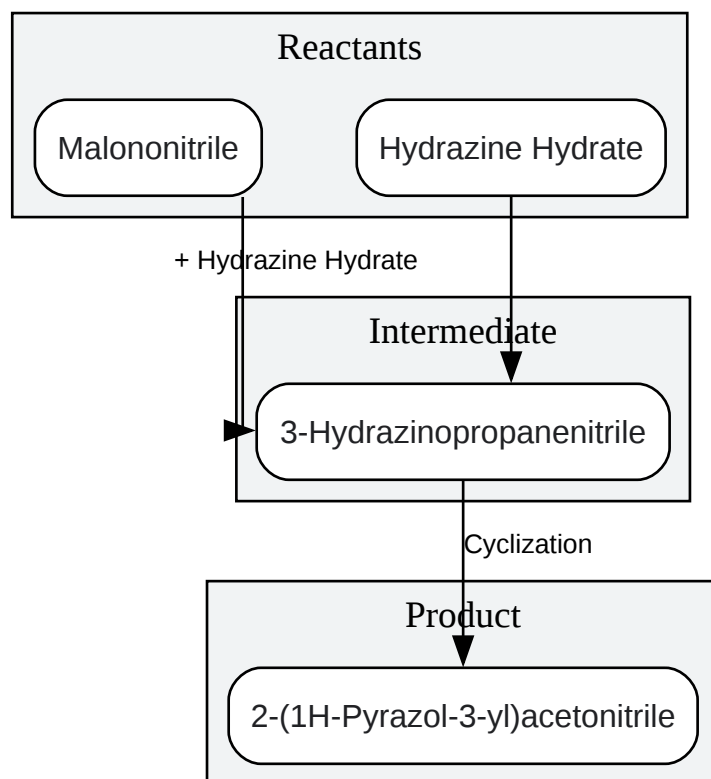 Reactants
Malononitrile
Hydrazine Hydrate
+ Hydrazine Hydrate
Intermediate
3-Hydrazinopropanenitrile
Cyclization
Product
2-(1H-Pyrazol-3-yl)acetonitrile